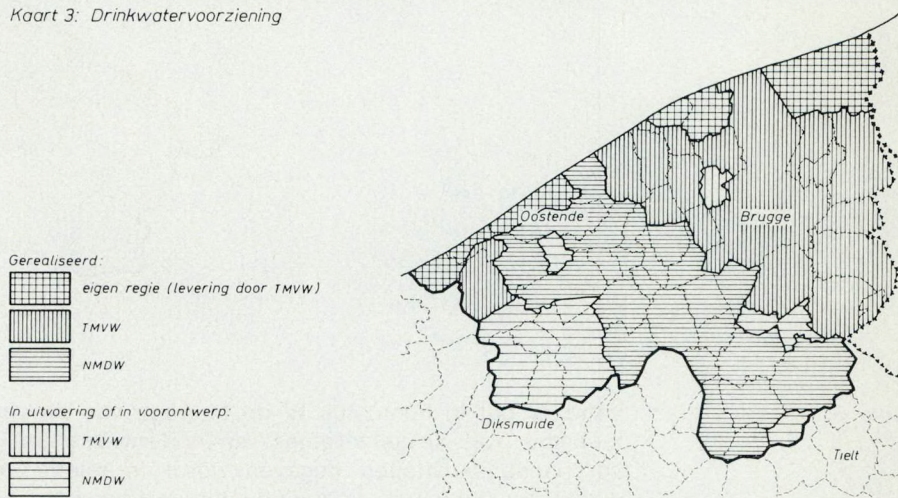 Kaart 3: Drinkwatervoorziening
Oostende
Brugge
Gerealiseerd:
eigen regie (levering door TMVW)
TMVW
NMDW
In uitvoering of in voorontwerp:
TMVW
NMDW
Diksmuide
Tielt